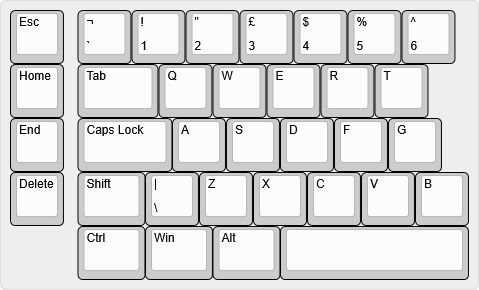 Esc ¬ ! " £ $ % ^
` 1 2 3 4 5 6
Home Tab Q W E R T
End Caps Lock A S D F G
Delete Shift | Z X C V B
\
Ctrl Win Alt